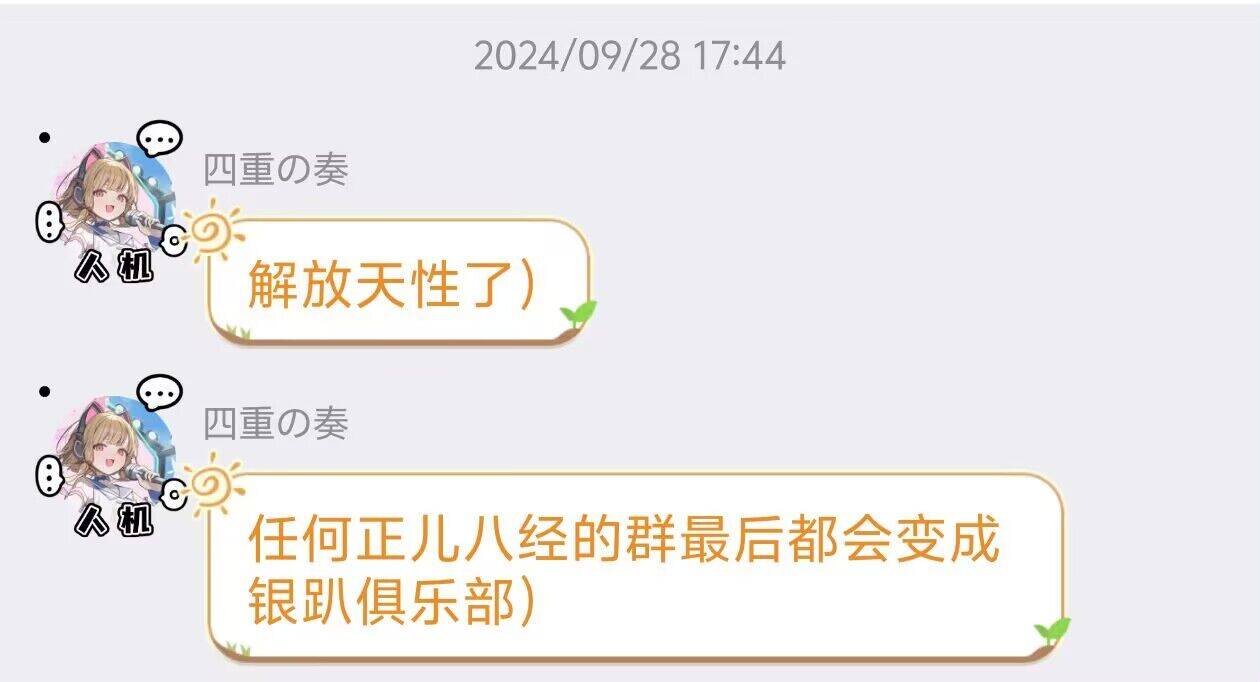 2024/09/28 17:44
四重の奏
人机
解放天性了）
四重の奏
人机
任何正儿八经的群最后都会变成
银趴俱乐部）